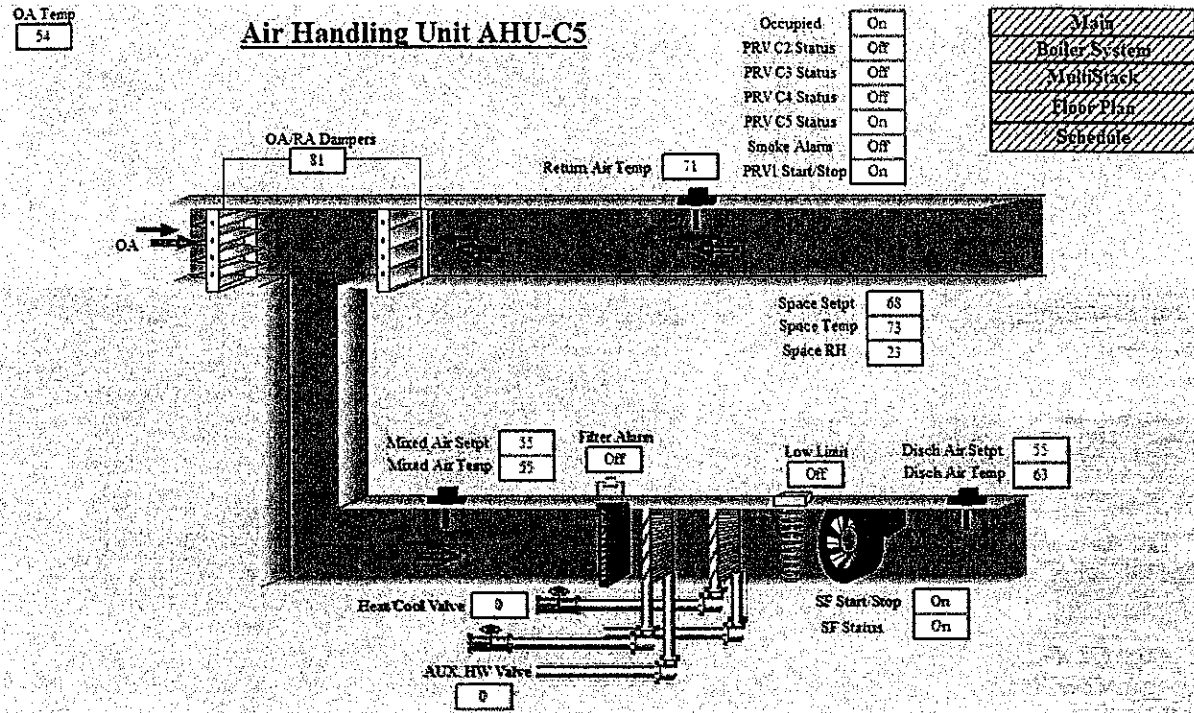 OA Temp
54
Air Handling Unit AHU-C5
Occupied On
PRV C2 Status Off
PRV C3 Status Off
PRV C4 Status Off
PRV C5 Status On
Smoke Alarm Off
PRV1 Start/Stop On
Main
Boiler System
MultiStack
Floor Plan
Schedule
OA/RA Dampers
81
Return Air Temp 71
OA
Space Setpt 68
Space Temp 73
Space RH 23
Mixed Air Setpt
Mixed Air Temp
Filter Alarm
Off
Low Limit
Off
Disch Air Setpt 55
Disch Air Temp 63
Heat/Cool Valve 0
SF Start/Stop On
SF Status On
AUX. HW Valve
0